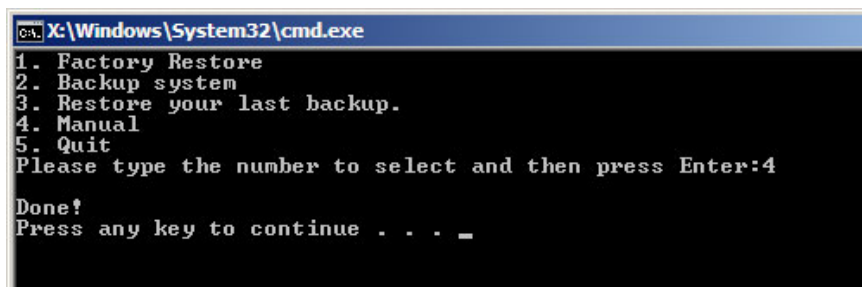 X:\Windows\System32\cmd.exe
1. Factory Restore
2. Backup system
3. Restore your last backup.
4. Manual
5. Quit
Please type the number to select and then press Enter:4
Done!
Press any key to continue . . . _